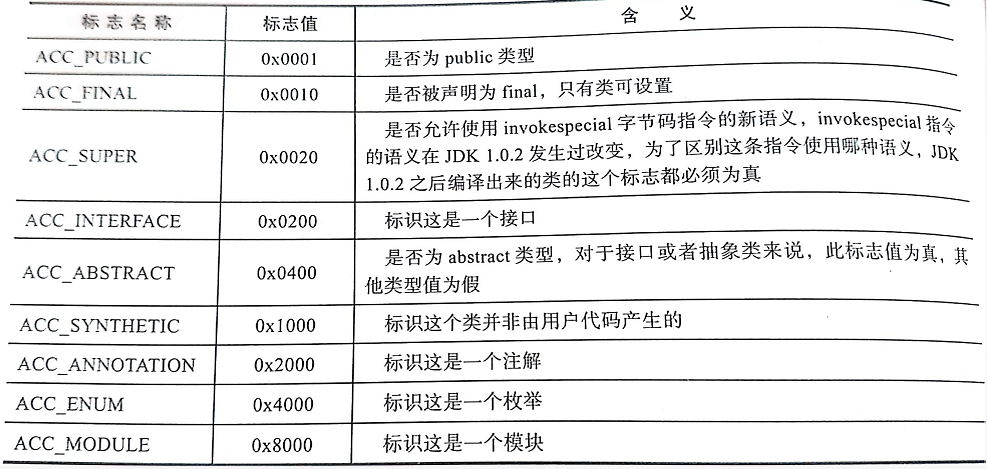 标志名称 标志值 含 义
ACC_PUBLIC 0x0001 是否为 public 类型
ACC_FINAL 0x0010 是否被声明为 final，只有类可设置
是否允许使用 invokespecial 字节码指令的新语义，invokespecial 指令
ACC_SUPER 0x0020 的语义在 JDK 1.0.2 发生过改变，为了区别这条指令使用哪种语义，JDK
1.0.2 之后编译出来的类的这个标志都必须为真
ACC_INTERFACE 0x0200 标识这是一个接口
是否为 abstract 类型，对于接口或者抽象类来说，此标志值为真，其
ACC_ABSTRACT 0x0400 他类型值为假
ACC_SYNTHETIC 0x1000 标识这个类并非由用户代码产生的
ACC_ANNOTATION 0x2000 标识这是一个注解
ACC_ENUM 0x4000 标识这是一个枚举
ACC_MODULE 0x8000 标识这是一个模块